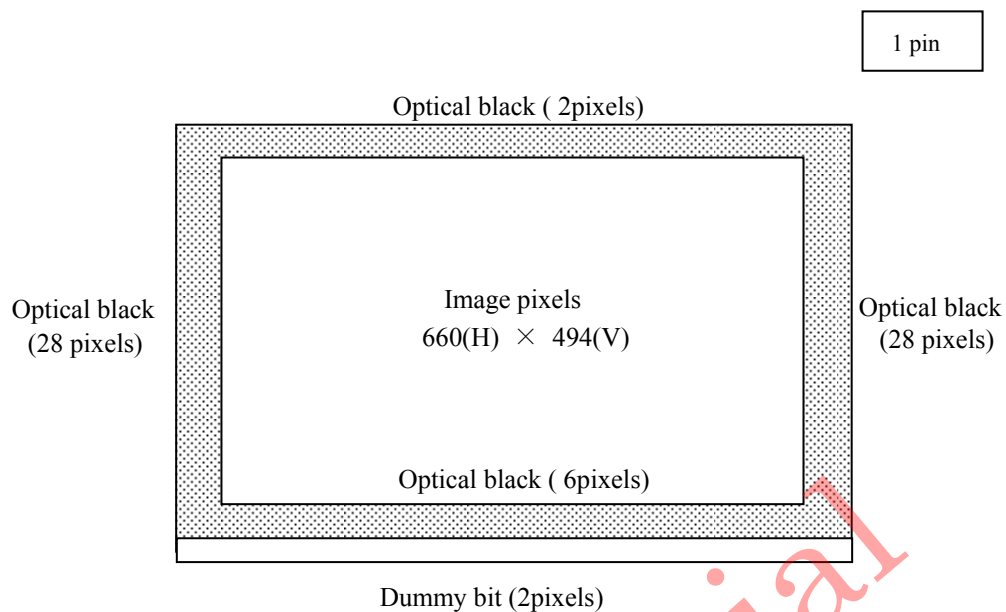 1 pin
Optical black ( 2pixels)
Optical black
(28 pixels)
Image pixels
660(H) × 494(V)
Optical black
(28 pixels)
Optical black ( 6pixels)
Dummy bit (2pixels)
ial